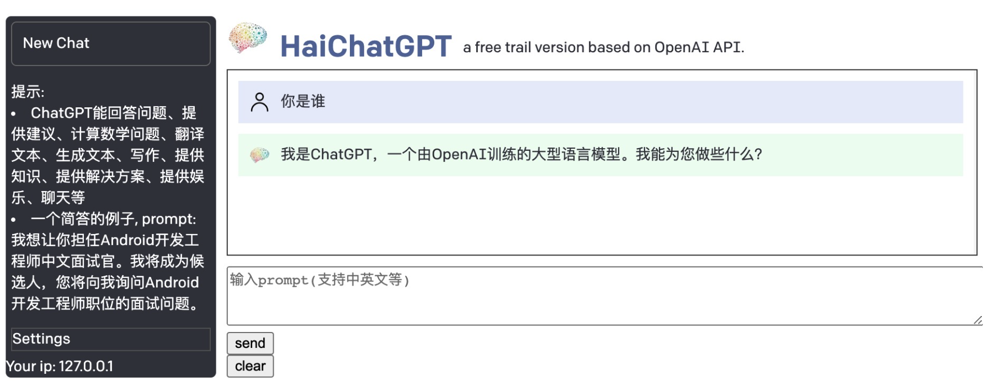 New Chat
提示:
• ChatGPT能回答问题、提
供建议、计算数学问题、翻译
文本、生成文本、写作、提供
知识、提供解决方案、提供娱
乐、聊天等
• 一个简答的例子, prompt:
我想让你担任Android开发工
程师中文面试官。我将成为候
选人，您将向我询问Android
开发工程师职位的面试问题。
Settings
Your ip: 127.0.0.1
HaiChatGPT a free trail version based on OpenAI API.
你是谁
我是ChatGPT，一个由OpenAI训练的大型语言模型。我能为您做些什么?
输入prompt(支持中英文等)
send
clear